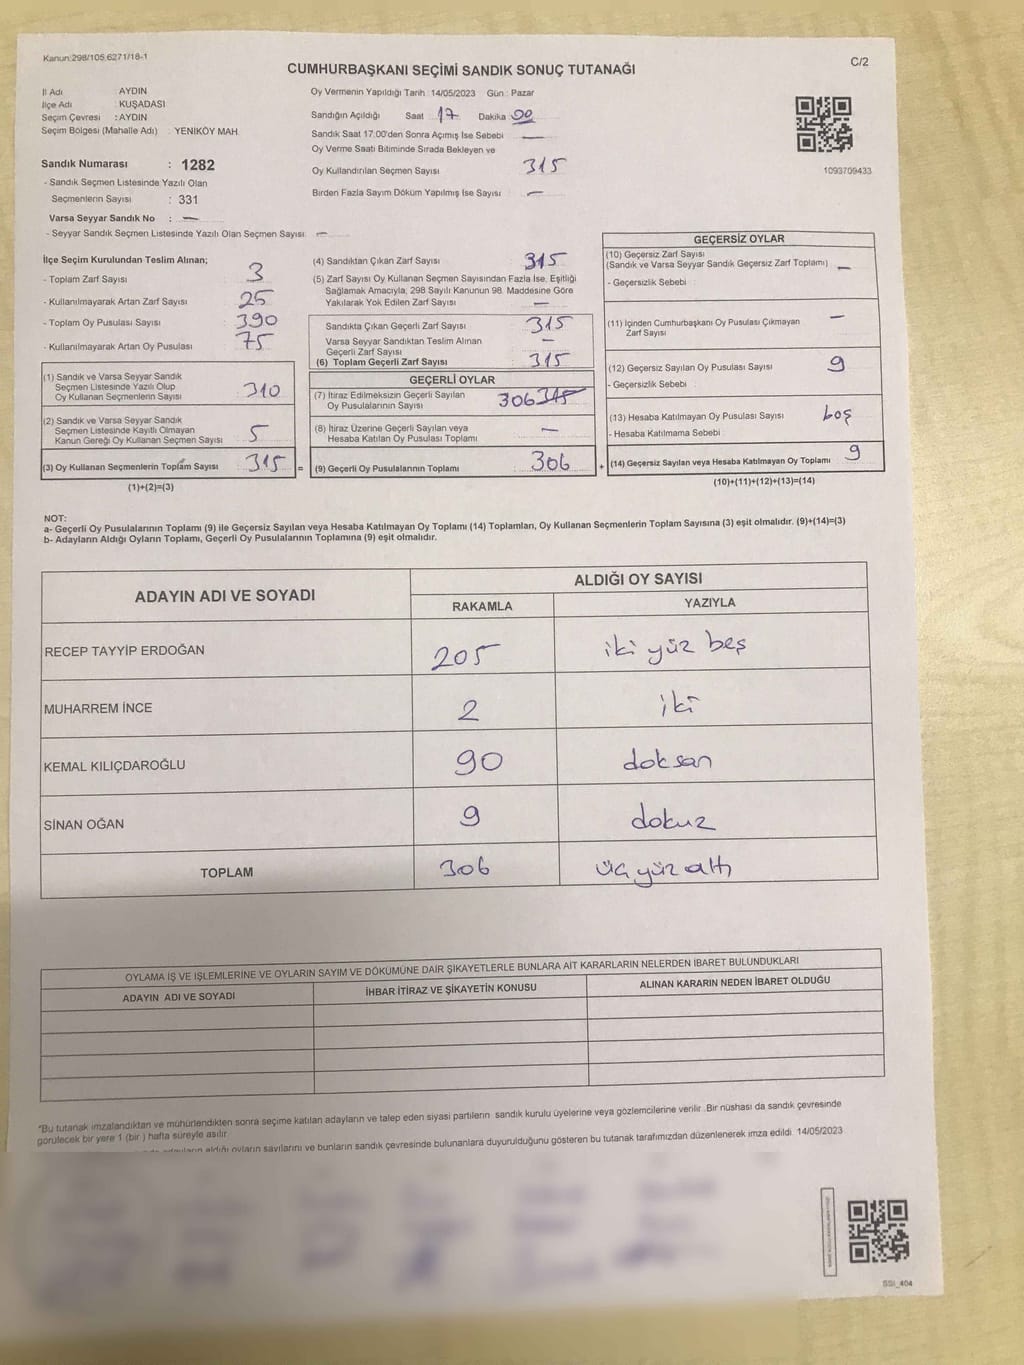 Kanun:298/105,6271/18-1
C/2
CUMHURBAŞKANI SEÇİMİ SANDIK SONUÇ TUTANAĞI
İl Adı : AYDIN
İlçe Adı : KUŞADASI
Seçim Çevresi : AYDIN
Seçim Bölgesi (Mahalle Adı) : YENİKÖY MAH.
Sandık Numarası : 1282
- Sandık Seçmen Listesinde Yazılı Olan
Seçmenlerin Sayısı : 331
Varsa Seyyar Sandık No : —
- Seyyar Sandık Seçmen Listesinde Yazılı Olan Seçmen Sayısı: —
Oy Vermenin Yapıldığı Tarih : 14/05/2023 Gün : Pazar
Sandığın Açıldığı Saat 17 Dakika 00
Sandık Saat 17:00'den Sonra Açmış İse Sebebi —
Oy Verme Saati Bitiminde Sırada Bekleyen ve
Oy Kullandırılan Seçmen Sayısı 315
Birden Fazla Sayım Döküm Yapılmış İse Sayısı —
1093709433
İlçe Seçim Kurulundan Teslim Alınan;
- Toplam Zarf Sayısı 3
- Kullanılmayarak Artan Zarf Sayısı 25
- Toplam Oy Pusulası Sayısı 390
- Kullanılmayarak Artan Oy Pusulası 75
(1) Sandık ve Varsa Seyyar Sandık
Seçmen Listesinde Yazılı Olup
Oy Kullanan Seçmenlerin Sayısı 310
(2) Sandık ve Varsa Seyyar Sandık
Seçmen Listesinde Kayıtlı Olmayan
Kanun Gereği Oy Kullanan Seçmen Sayısı 5
(3) Oy Kullanan Seçmenlerin Toplam Sayısı 315 =
(1)+(2)=(3)
(4) Sandıktan Çıkan Zarf Sayısı 315
(5) Zarf Sayısı Oy Kullanan Seçmen Sayısından Fazla İse, Eşitliği
Sağlamak Amacıyla, 298 Sayılı Kanunun 98. Maddesine Göre
Yakılarak Yok Edilen Zarf Sayısı —
Sandıkta Çıkan Geçerli Zarf Sayısı 315
Varsa Seyyar Sandıktan Teslim Alınan
Geçerli Zarf Sayısı —
(6) Toplam Geçerli Zarf Sayısı 315
GEÇERLİ OYLAR
(7) İtiraz Edilmeksizin Geçerli Sayılan
Oy Pusulalarının Sayısı 306 315
(8) İtiraz Üzerine Geçerli Sayılan veya
Hesaba Katılan Oy Pusulası Toplamı —
(9) Geçerli Oy Pusulalarının Toplamı 306 +
GEÇERSİZ OYLAR
(10) Geçersiz Zarf Sayısı
(Sandık ve Varsa Seyyar Sandık Geçersiz Zarf Toplamı) —
- Geçersizlik Sebebi :
(11) İçinden Cumhurbaşkanı Oy Pusulası Çıkmayan
Zarf Sayısı —
(12) Geçersiz Sayılan Oy Pusulası Sayısı 9
- Geçersizlik Sebebi :
(13) Hesaba Katılmayan Oy Pusulası Sayısı boş
- Hesaba Katılmama Sebebi :
(14) Geçersiz Sayılan veya Hesaba Katılmayan Oy Toplamı 9
(10)+(11)+(12)+(13)=(14)
NOT:
a- Geçerli Oy Pusulalarının Toplamı (9) ile Geçersiz Sayılan veya Hesaba Katılmayan Oy Toplamı (14) Toplamları, Oy Kullanan Seçmenlerin Toplam Sayısına (3) eşit olmalıdır. (9)+(14)=(3)
b- Adayların Aldığı Oyların Toplamı, Geçerli Oy Pusulalarının Toplamına (9) eşit olmalıdır.
ADAYIN ADI VE SOYADI
ALDIĞI OY SAYISI
RAKAMLA YAZIYLA
RECEP TAYYİP ERDOĞAN 205 iki yüz beş
MUHARREM İNCE 2 iki
KEMAL KILIÇDAROĞLU 90 doksan
SİNAN OĞAN 9 dokuz
TOPLAM 306 üç yüz altı
OYLAMA İŞ VE İŞLEMLERİNE VE OYLARIN SAYIM VE DÖKÜMÜNE DAİR ŞİKAYETLERLE BUNLARA AİT KARARLARIN NELERDEN İBARET BULUNDUKLARI
ADAYIN ADI VE SOYADI İHBAR İTİRAZ VE ŞİKAYETİN KONUSU ALINAN KARARIN NEDEN İBARET OLDUĞU
*Bu tutanak imzalandıktan ve mühürlendikten sonra seçime katılan adayların ve talep eden siyasi partilerin sandık kurulu üyelerine veya gözlemcilerine verilir. Bir nüshası da sandık çevresinde
görülecek bir yere 1 (bir ) hafta süreyle asılır.
adayların aldığı oyların sayılarını ve bunların sandık çevresinde bulunanlara duyurulduğunu gösteren bu tutanak tarafımızdan düzenlenerek imza edildi. 14/05/2023
SSI_404